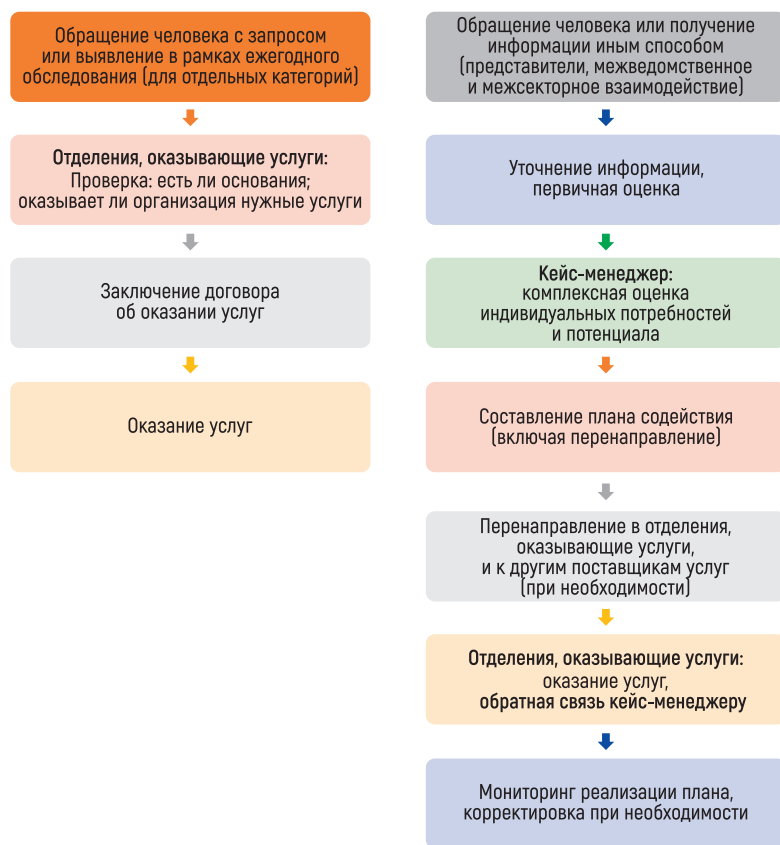 Обращение человека с запросом
или выявление в рамках ежегодного
обследования (для отдельных категорий)
Отделения, оказывающие услуги:
Проверка: есть ли основания;
оказывает ли организация нужные услуги
Заключение договора
об оказании услуг
Оказание услуг
Обращение человека или получение
информации иным способом
(представители, межведомственное
и межсекторное взаимодействие)
Уточнение информации,
первичная оценка
Кейс-менеджер:
комплексная оценка
индивидуальных потребностей
и потенциала
Составление плана содействия
(включая перенаправление)
Перенаправление в отделения,
оказывающие услуги,
и к другим поставщикам услуг
(при необходимости)
Отделения, оказывающие услуги:
оказание услуг,
обратная связь кейс-менеджеру
Мониторинг реализации плана,
корректировка при необходимости